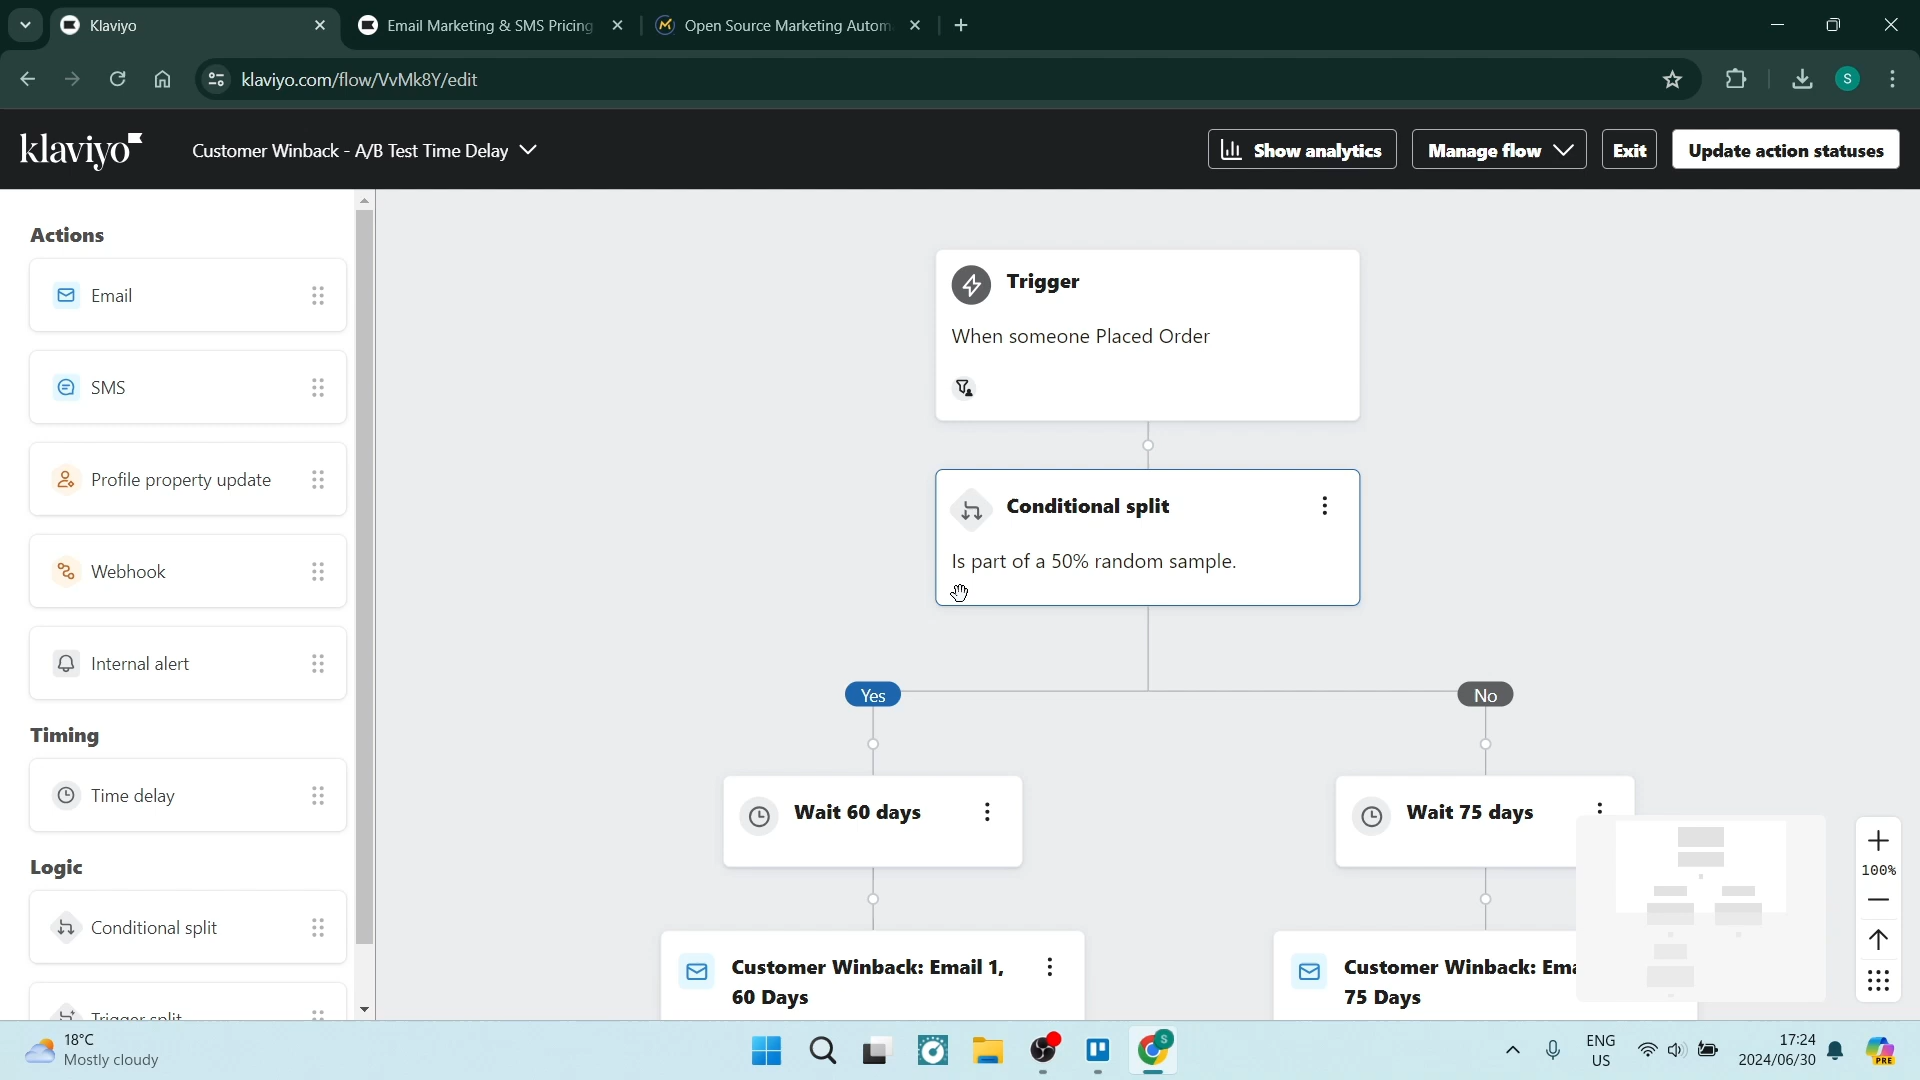 Klaviyo
Email Marketing & SMS Pricing
Open Source Marketing Autom
klaviyo.com/flow/VvMk8Y/edit
S
klaviyo
Customer Winback - A/B Test Time Delay
Show analytics
Manage flow
Exit
Update action statuses
Actions
Email
SMS
Profile property update
Webhook
Internal alert
Timing
Time delay
Logic
Conditional split
Trigger split
Trigger
When someone Placed Order
Conditional split
Is part of a 50% random sample.
Yes
No
Wait 60 days
Wait 75 days
Customer Winback: Email 1,
60 Days
Customer Winback: Ema
75 Days
100%
18°C
Mostly cloudy
S
ENG
US
17:24
2024/06/30
PRE